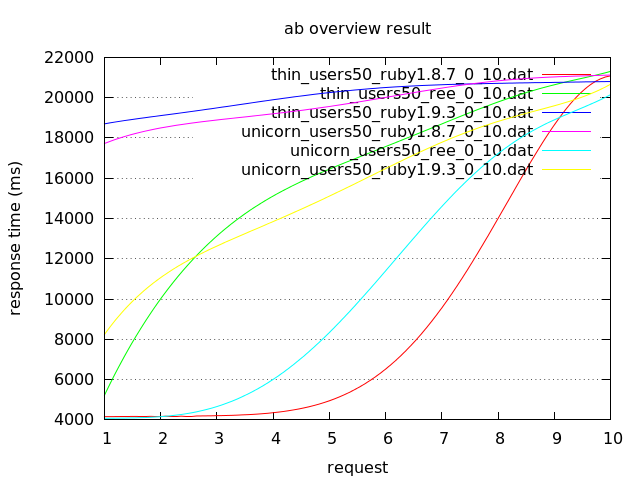 ab overview result
22000
20000
18000
16000
14000
12000
10000
8000
6000
4000
response time (ms)
thin_users50_ruby1.8.7_0_10.dat
thin_users50_ree_0_10.dat
thin_users50_ruby1.9.3_0_10.dat
unicorn_users50_ruby1.8.7_0_10.dat
unicorn_users50_ree_0_10.dat
unicorn_users50_ruby1.9.3_0_10.dat
1 2 3 4 5 6 7 8 9 10
request